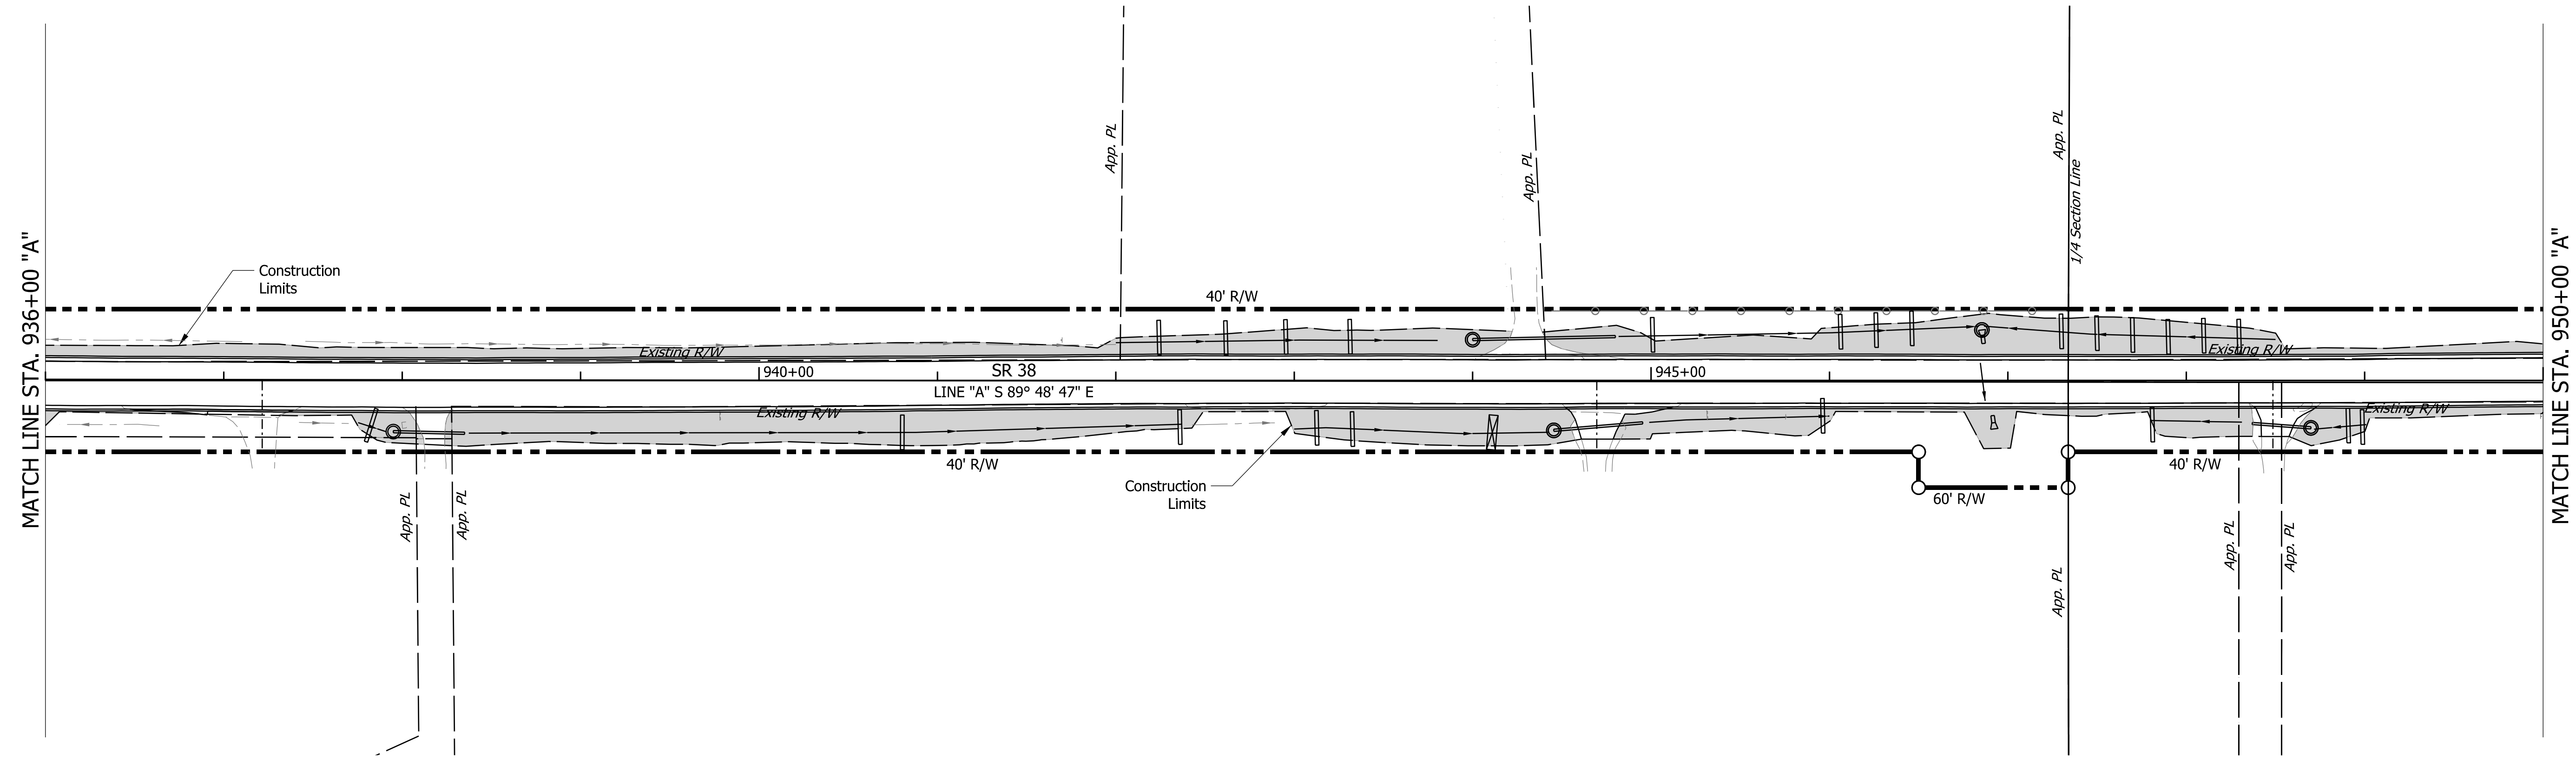 MATCH LINE STA. 936+00 "A"
App. PL
App. PL
App. PL
1/4 Section Line
MATCH LINE STA. 950+00 "A"
Construction
Limits
40' R/W
Existing R/W
Existing R/W
940+00
SR 38
945+00
LINE "A" S 89° 48' 47" E
Existing R/W
Existing R/W
40' R/W
40' R/W
Construction
Limits
60' R/W
App. PL
App. PL
App. PL
App. PL
App. PL